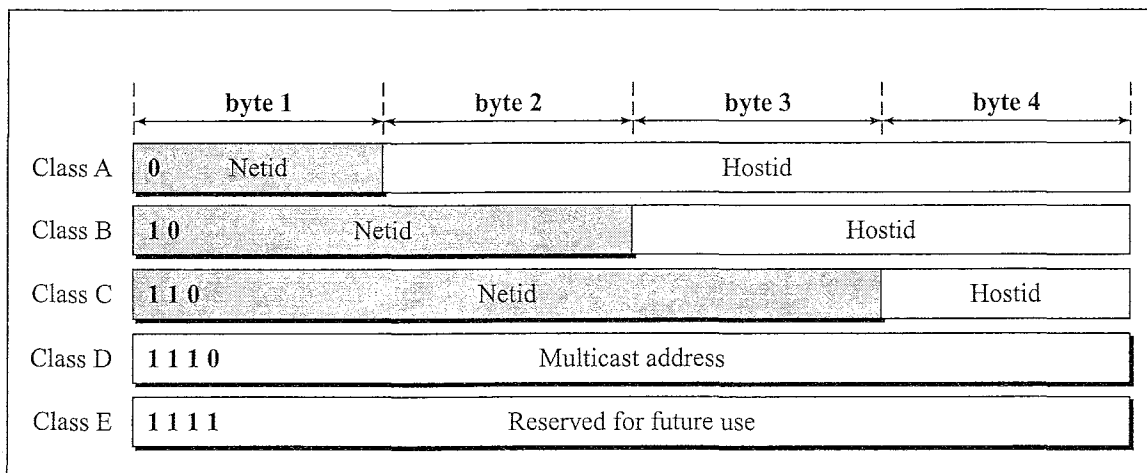 byte 1 byte 2 byte 3 byte 4
Class A 0 Netid Hostid
Class B 1 0 Netid Hostid
Class C 1 1 0 Netid Hostid
Class D 1 1 1 0 Multicast address
Class E 1 1 1 1 Reserved for future use